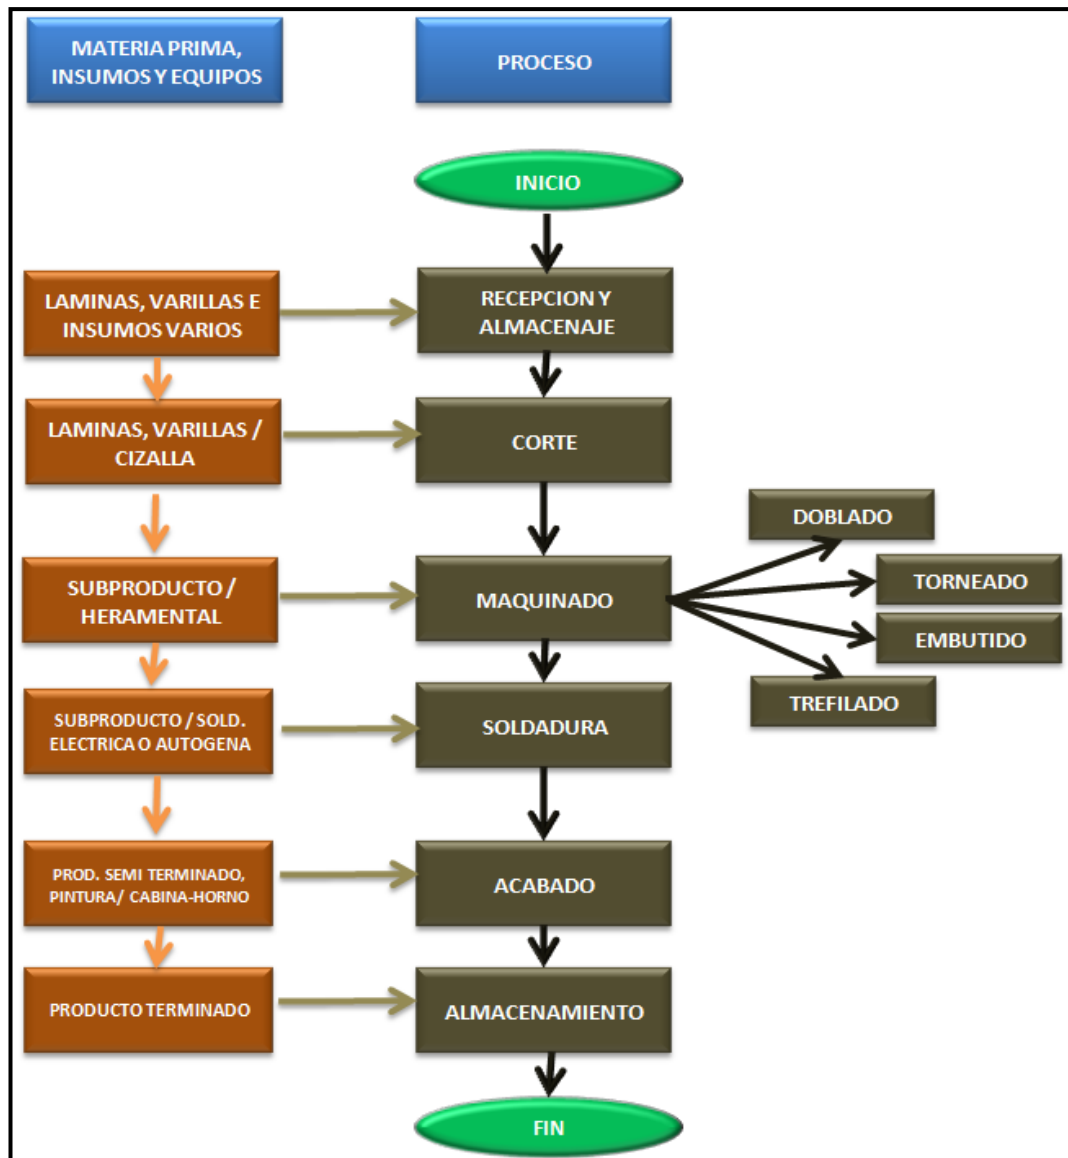 MATERIA PRIMA,
INSUMOS Y EQUIPOS
PROCESO
INICIO
LAMINAS, VARILLAS E
INSUMOS VARIOS
RECEPCION Y
ALMACENAJE
LAMINAS, VARILLAS /
CIZALLA
CORTE
DOBLADO
SUBPRODUCTO /
HERAMENTAL
MAQUINADO
TORNEADO
EMBUTIDO
TREFILADO
SUBPRODUCTO / SOLD.
ELECTRICA O AUTOGENA
SOLDADURA
PROD. SEMI TERMINADO,
PINTURA/ CABINA-HORNO
ACABADO
PRODUCTO TERMINADO
ALMACENAMIENTO
FIN